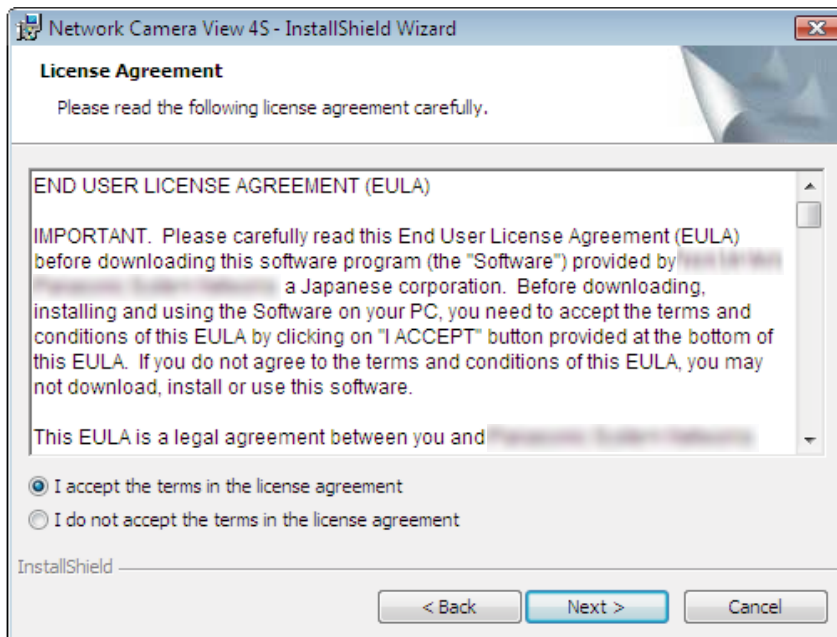 Network Camera View 4S - InstallShield Wizard
License Agreement
Please read the following license agreement carefully.
END USER LICENSE AGREEMENT (EULA)
IMPORTANT.  Please carefully read this End User License Agreement (EULA)
before downloading this software program (the "Software") provided by
a Japanese corporation.  Before downloading,
installing and using the Software on your PC, you need to accept the terms and
conditions of this EULA by clicking on "I ACCEPT" button provided at the bottom of
this EULA.  If you do not agree to the terms and conditions of this EULA, you may
not download, install or use this software.
This EULA is a legal agreement between you and
I accept the terms in the license agreement
I do not accept the terms in the license agreement
InstallShield
< Back
Next >
Cancel